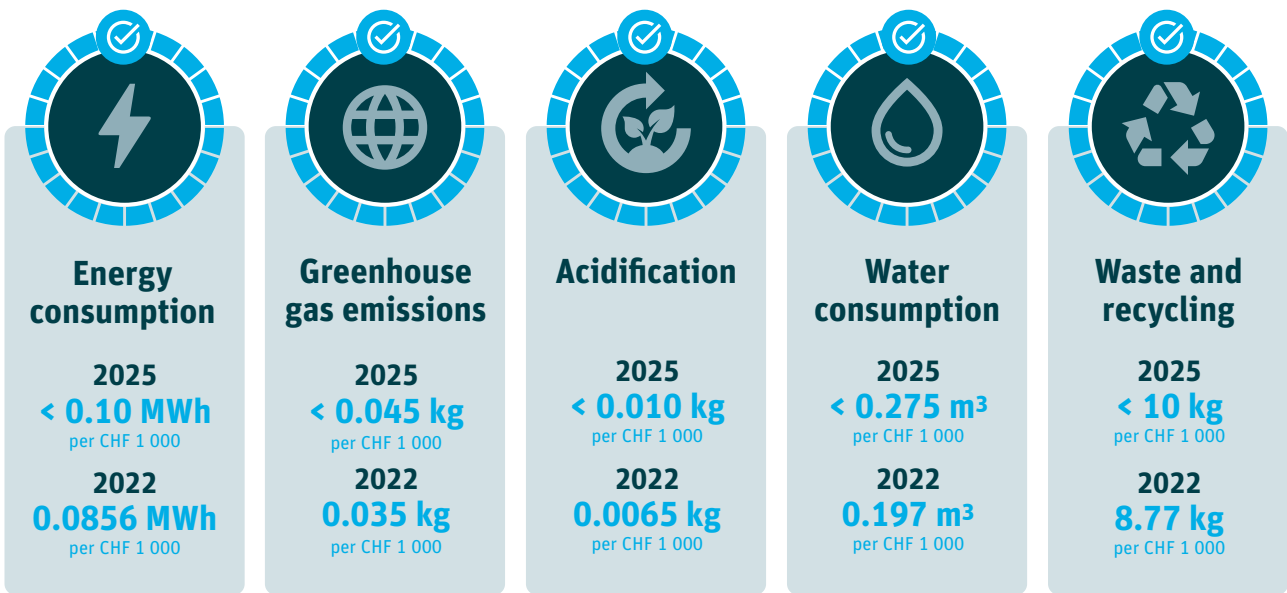 Energy
consumption
2025
< 0.10 MWh
per CHF 1 000
2022
0.0856 MWh
per CHF 1 000
Greenhouse
gas emissions
2025
< 0.045 kg
per CHF 1 000
2022
0.035 kg
per CHF 1 000
Acidification
2025
< 0.010 kg
per CHF 1 000
2022
0.0065 kg
per CHF 1 000
Water
consumption
2025
< 0.275 m³
per CHF 1 000
2022
0.197 m³
per CHF 1 000
Waste and
recycling
2025
< 10 kg
per CHF 1 000
2022
8.77 kg
per CHF 1 000